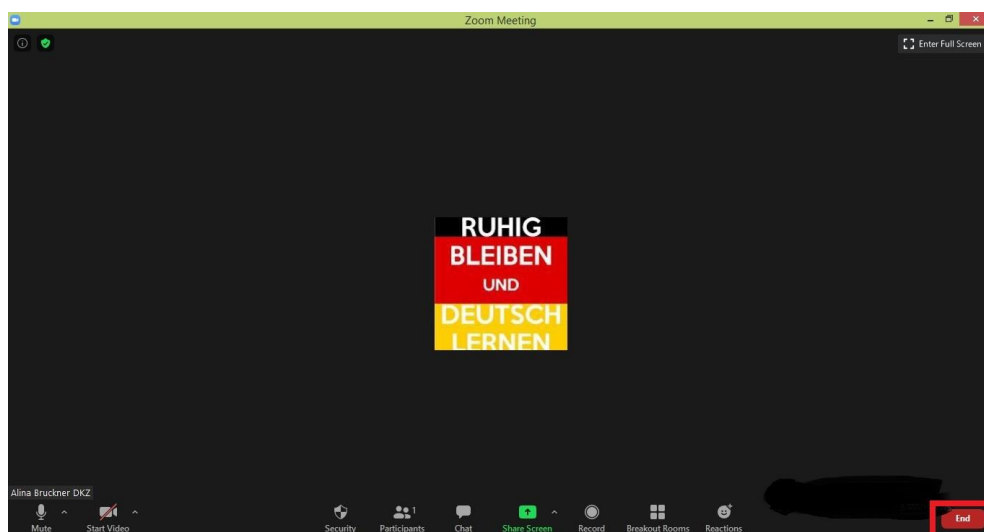 Zoom Meeting
Enter Full Screen
RUHIG
BLEIBEN
UND
DEUTSCH
LERNEN
Alina Bruckner DKZ
1
Mute Start Video Security Participants Chat Share Screen Record Breakout Rooms Reactions End